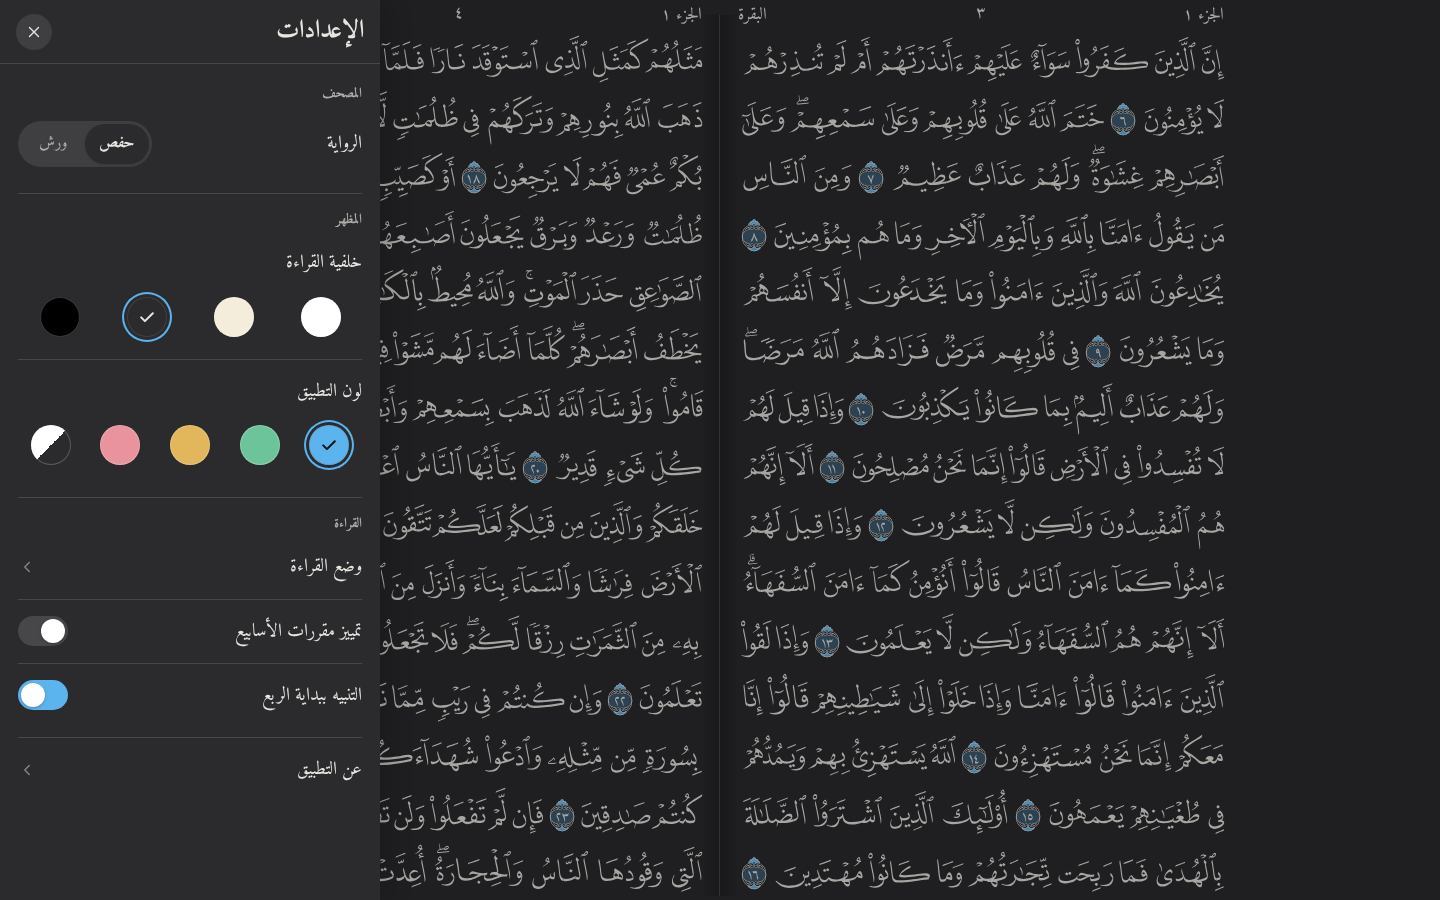 الإعدادات
المصحف
الرواية
حفص
ورش
المظهر
خلفية القراءة
لون التطبيق
القراءة
وضع القراءة
تمييز مقررات الأسابيع
التنبيه ببداية الربع
عن التطبيق
الجزء ١
٣
البقرة
إِنَّ ٱلَّذِينَ كَفَرُوا۟ سَوَآءٌ عَلَيْهِمْ ءَأَنذَرْتَهُمْ أَمْ لَمْ تُنذِرْهُمْ
لَا يُؤْمِنُونَ ٦ خَتَمَ ٱللَّهُ عَلَىٰ قُلُوبِهِمْ وَعَلَىٰ سَمْعِهِمْ ۖ وَعَلَىٰٓ
أَبْصَـٰرِهِمْ غِشَـٰوَةٌ ۖ وَلَهُمْ عَذَابٌ عَظِيمٌ ٧ وَمِنَ ٱلنَّاسِ
مَن يَقُولُ ءَامَنَّا بِٱللَّهِ وَبِٱلْيَوْمِ ٱلْـَٔاخِرِ وَمَا هُم بِمُؤْمِنِينَ ٨
يُخَـٰدِعُونَ ٱللَّهَ وَٱلَّذِينَ ءَامَنُوا۟ وَمَا يَخْدَعُونَ إِلَّآ أَنفُسَهُمْ
وَمَا يَشْعُرُونَ ٩ فِى قُلُوبِهِم مَّرَضٌ فَزَادَهُمُ ٱللَّهُ مَرَضًا ۖ
وَلَهُمْ عَذَابٌ أَلِيمٌۢ بِمَا كَانُوا۟ يَكْذِبُونَ ١٠ وَإِذَا قِيلَ لَهُمْ
لَا تُفْسِدُوا۟ فِى ٱلْأَرْضِ قَالُوٓا۟ إِنَّمَا نَحْنُ مُصْلِحُونَ ١١ أَلَآ إِنَّهُمْ
هُمُ ٱلْمُفْسِدُونَ وَلَـٰكِن لَّا يَشْعُرُونَ ١٢ وَإِذَا قِيلَ لَهُمْ
ءَامِنُوا۟ كَمَآ ءَامَنَ ٱلنَّاسُ قَالُوٓا۟ أَنُؤْمِنُ كَمَآ ءَامَنَ ٱلسُّفَهَآءُ ۗ
أَلَآ إِنَّهُمْ هُمُ ٱلسُّفَهَآءُ وَلَـٰكِن لَّا يَعْلَمُونَ ١٣ وَإِذَا لَقُوا۟
ٱلَّذِينَ ءَامَنُوا۟ قَالُوٓا۟ ءَامَنَّا وَإِذَا خَلَوْا۟ إِلَىٰ شَيَـٰطِينِهِمْ قَالُوٓا۟ إِنَّا
مَعَكُمْ إِنَّمَا نَحْنُ مُسْتَهْزِءُونَ ١٤ ٱللَّهُ يَسْتَهْزِئُ بِهِمْ وَيَمُدُّهُمْ
فِى طُغْيَـٰنِهِمْ يَعْمَهُونَ ١٥ أُو۟لَـٰٓئِكَ ٱلَّذِينَ ٱشْتَرَوُا۟ ٱلضَّلَـٰلَةَ
بِٱلْهُدَىٰ فَمَا رَبِحَت تِّجَـٰرَتُهُمْ وَمَا كَانُوا۟ مُهْتَدِينَ ١٦
الجزء ١
٤
مَثَلُهُمْ كَمَثَلِ ٱلَّذِى ٱسْتَوْقَدَ نَارًا فَلَمَّآ
ذَهَبَ ٱللَّهُ بِنُورِهِمْ وَتَرَكَهُمْ فِى ظُلُمَـٰتٍ
بُكْمٌ عُمْىٌ فَهُمْ لَا يَرْجِعُونَ ١٨ أَوْ كَصَيِّبٍ
ظُلُمَـٰتٌ وَرَعْدٌ وَبَرْقٌ يَجْعَلُونَ
ٱلصَّوَٰعِقِ حَذَرَ ٱلْمَوْتِ ۚ وَٱللَّهُ مُحِيطٌۢ
يَخْطَفُ أَبْصَـٰرَهُمْ ۖ كُلَّمَآ أَضَآءَ لَهُم مَّشَوْا۟
قَامُوا۟ ۚ وَلَوْ شَآءَ ٱللَّهُ لَذَهَبَ بِسَمْعِهِمْ
كُلِّ شَىْءٍ قَدِيرٌ ٢٠ يَـٰٓأَيُّهَا ٱلنَّاسُ
خَلَقَكُمْ وَٱلَّذِينَ مِن قَبْلِكُمْ لَعَلَّكُمْ تَتَّقُونَ
ٱلْأَرْضَ فِرَٰشًا وَٱلسَّمَآءَ بِنَآءً وَأَنزَلَ مِنَ
بِهِۦ مِنَ ٱلثَّمَرَٰتِ رِزْقًا لَّكُمْ ۖ فَلَا
تَعْلَمُونَ ٢٢ وَإِن كُنتُمْ فِى رَيْبٍ مِّمَّا
بِسُورَةٍ مِّن مِّثْلِهِۦ وَٱدْعُوا۟
كُنتُمْ صَـٰدِقِينَ ٢٣ فَإِن لَّمْ تَفْعَلُوا۟ وَلَن
ٱلَّتِى وَقُودُهَا ٱلنَّاسُ وَٱلْحِجَارَةُ ۖ أُعِدَّتْ